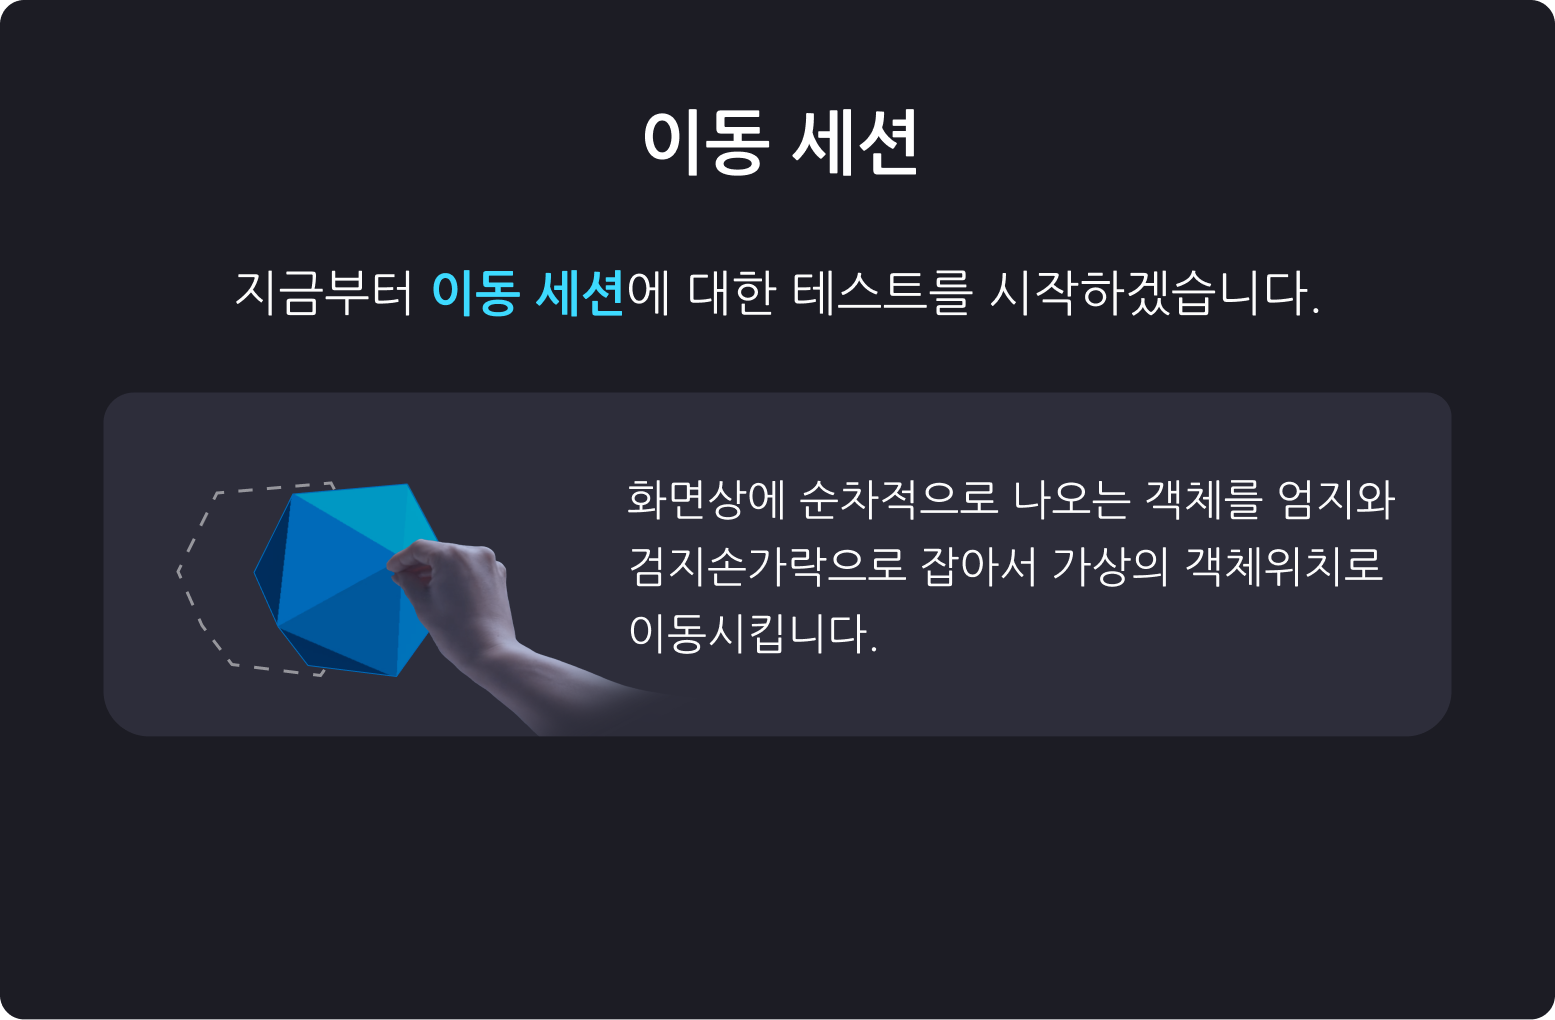 이동 세션
지금부터 이동 세션에 대한 테스트를 시작하겠습니다.
화면상에 순차적으로 나오는 객체를 엄지와
검지손가락으로 잡아서 가상의 객체위치로
이동시킵니다.